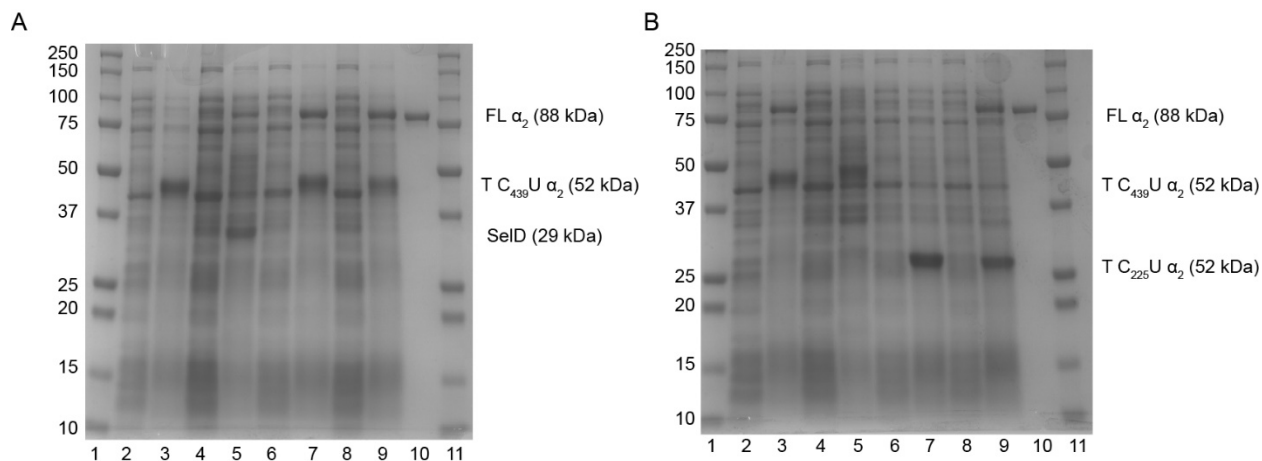 A
250
150
100
75
50
37
25
20
15
10
FL α₂ (88 kDa)
T C₄₃₉U α₂ (52 kDa)
SelD (29 kDa)
1 2 3 4 5 6 7 8 9 10 11
B
250
150
100
75
50
37
25
20
15
10
FL α₂ (88 kDa)
T C₄₃₉U α₂ (52 kDa)
T C₂₂₅U α₂ (52 kDa)
1 2 3 4 5 6 7 8 9 10 11